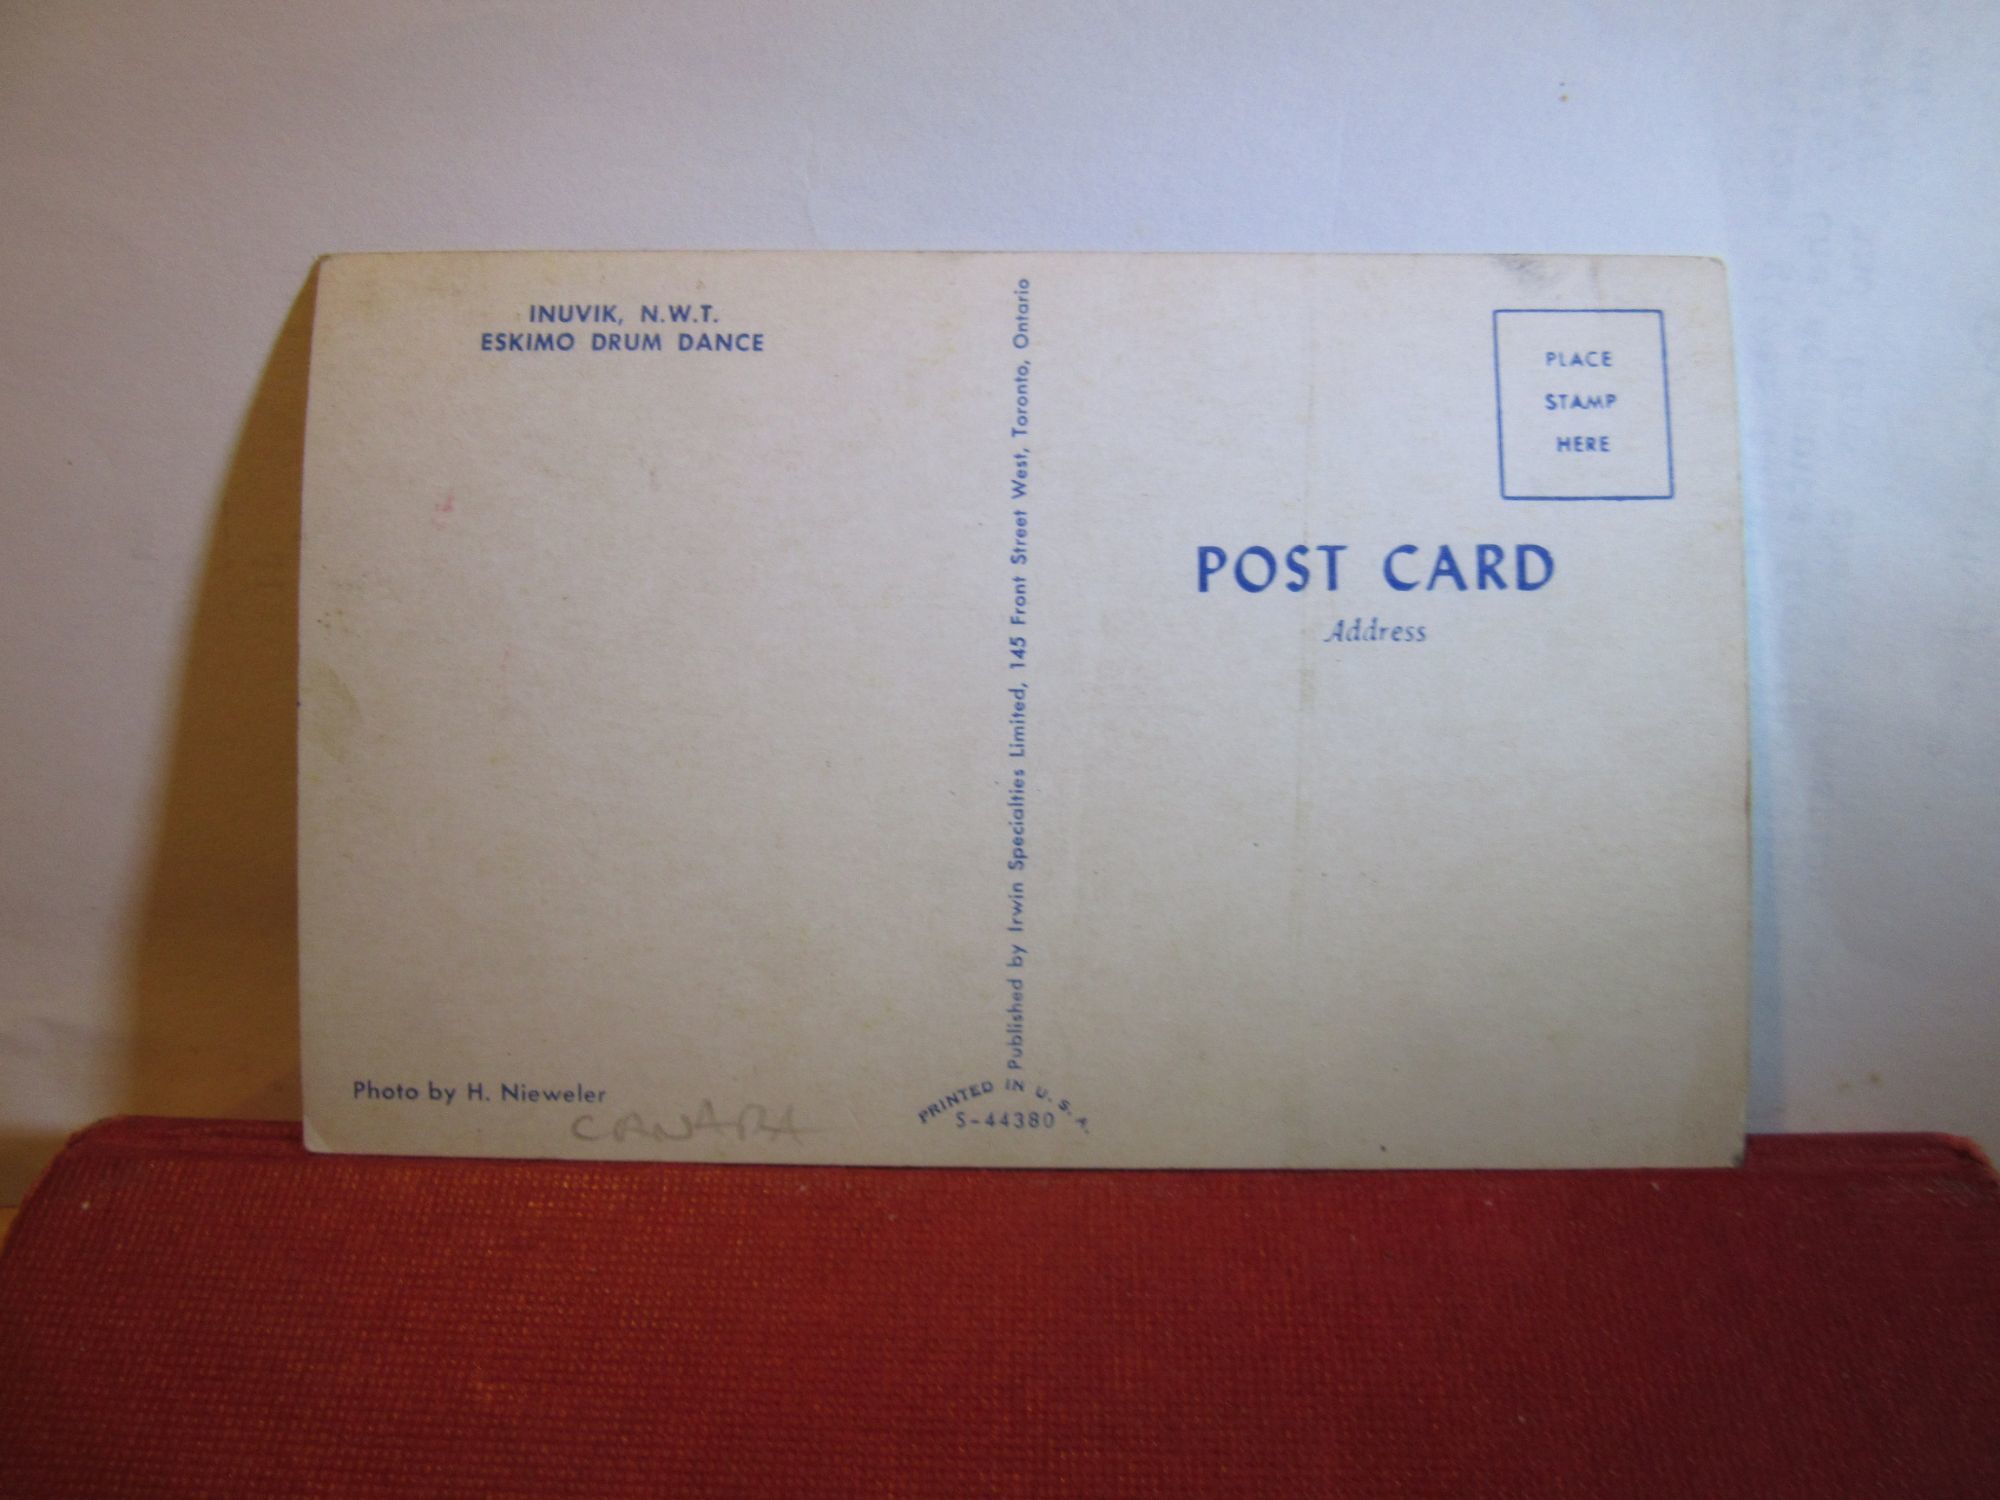 INUVIK, N.W.T.
ESKIMO DRUM DANCE
Photo by H. Nieweler
CANADA
Published by Irwin Specialties Limited, 145 Front Street West, Toronto, Ontario
PRINTED IN U.S.A.
S-44380
PLACE
STAMP
HERE
POST CARD
Address